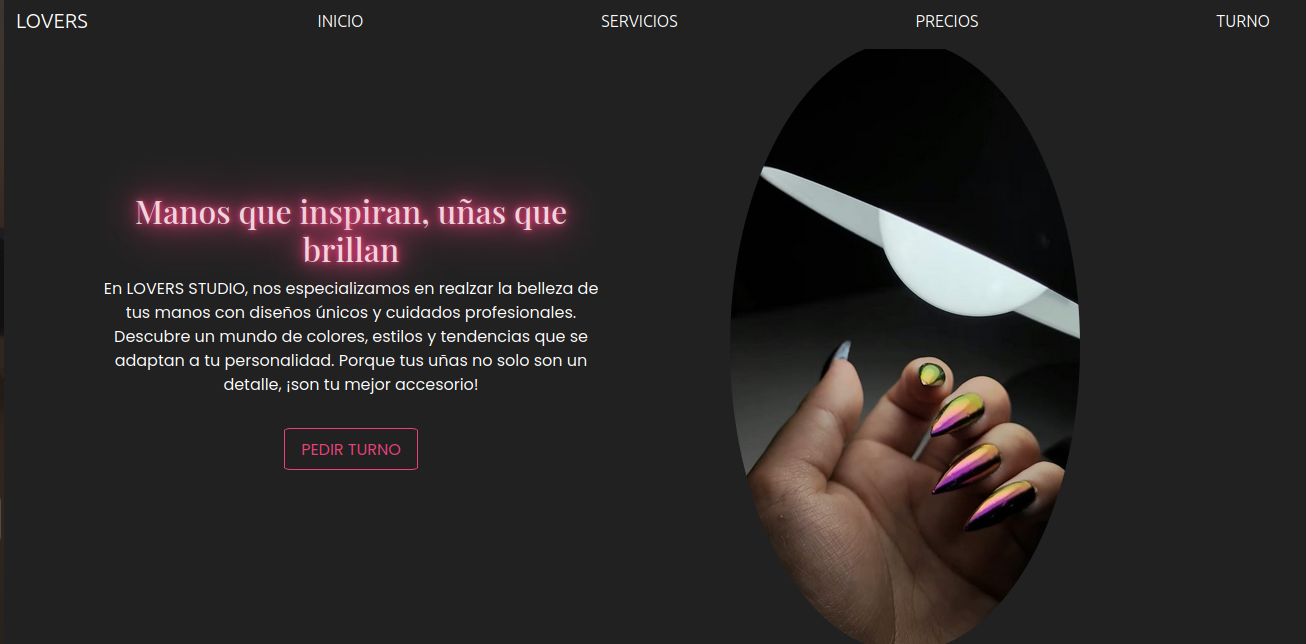 LOVERS INICIO SERVICIOS PRECIOS TURNO
Manos que inspiran, uñas que
brillan
En LOVERS STUDIO, nos especializamos en realzar la belleza de
tus manos con diseños únicos y cuidados profesionales.
Descubre un mundo de colores, estilos y tendencias que se
adaptan a tu personalidad. Porque tus uñas no solo son un
detalle, ¡son tu mejor accesorio!
PEDIR TURNO